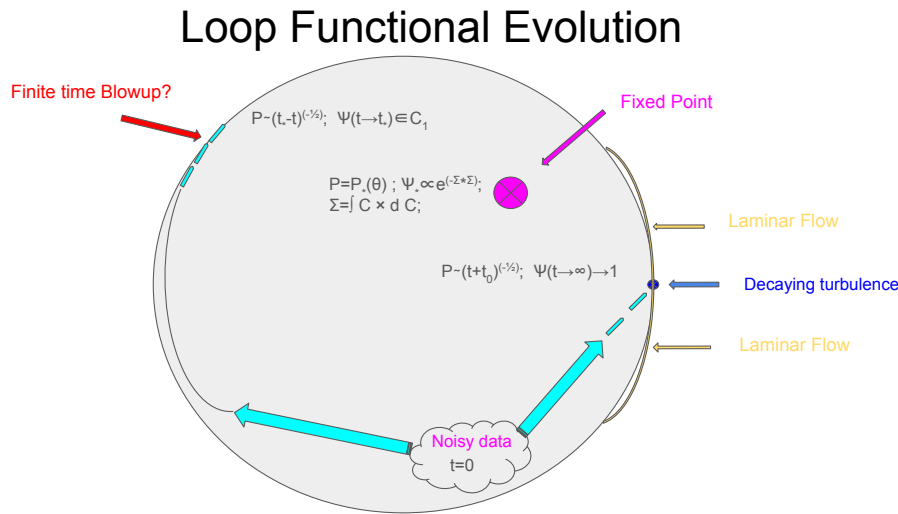 Loop Functional Evolution
Finite time Blowup?
P~(t*-t)^(-½);  Ψ(t→t*)∈C₁
Fixed Point
P=P*(θ) ; Ψ*∝e^(-Σ*Σ);
Σ=∫ C × d C;
Laminar Flow
P~(t+t₀)^(-½);  Ψ(t→∞)→1
Decaying turbulence
Laminar Flow
Noisy data
t=0